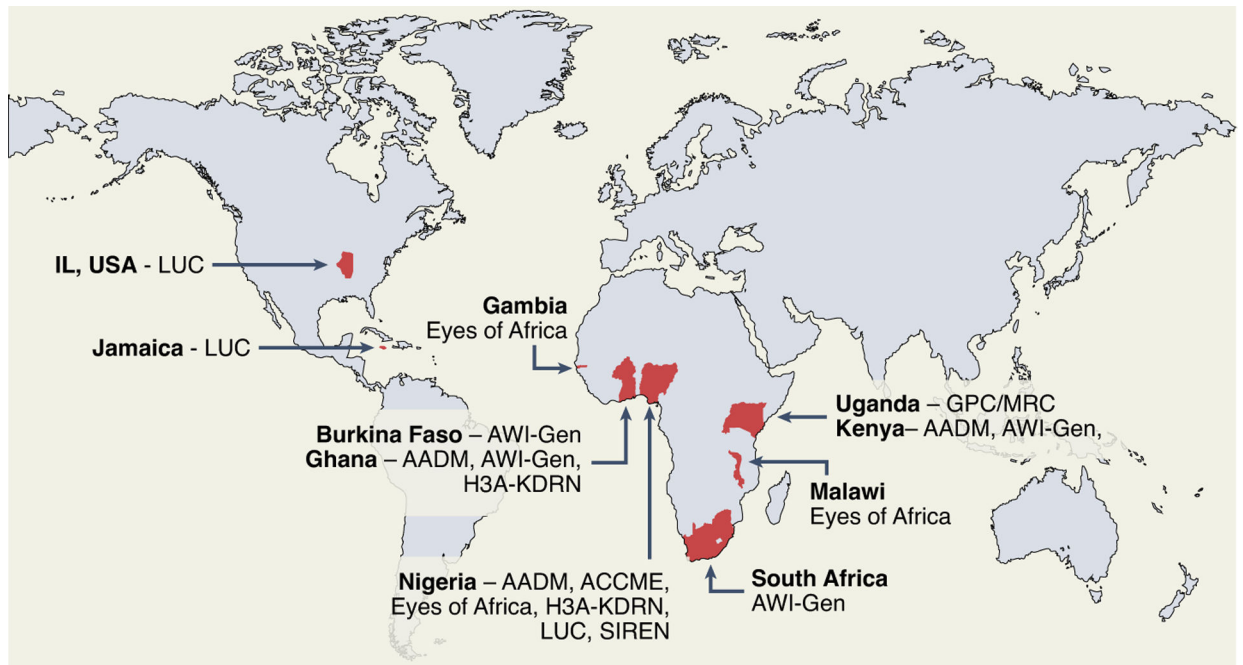 IL, USA - LUC
Jamaica - LUC
Gambia
Eyes of Africa
Burkina Faso – AWI-Gen
Ghana – AADM, AWI-Gen,
H3A-KDRN
Nigeria – AADM, ACCME,
Eyes of Africa, H3A-KDRN,
LUC, SIREN
Uganda – GPC/MRC
Kenya– AADM, AWI-Gen,
Malawi
Eyes of Africa
South Africa
AWI-Gen